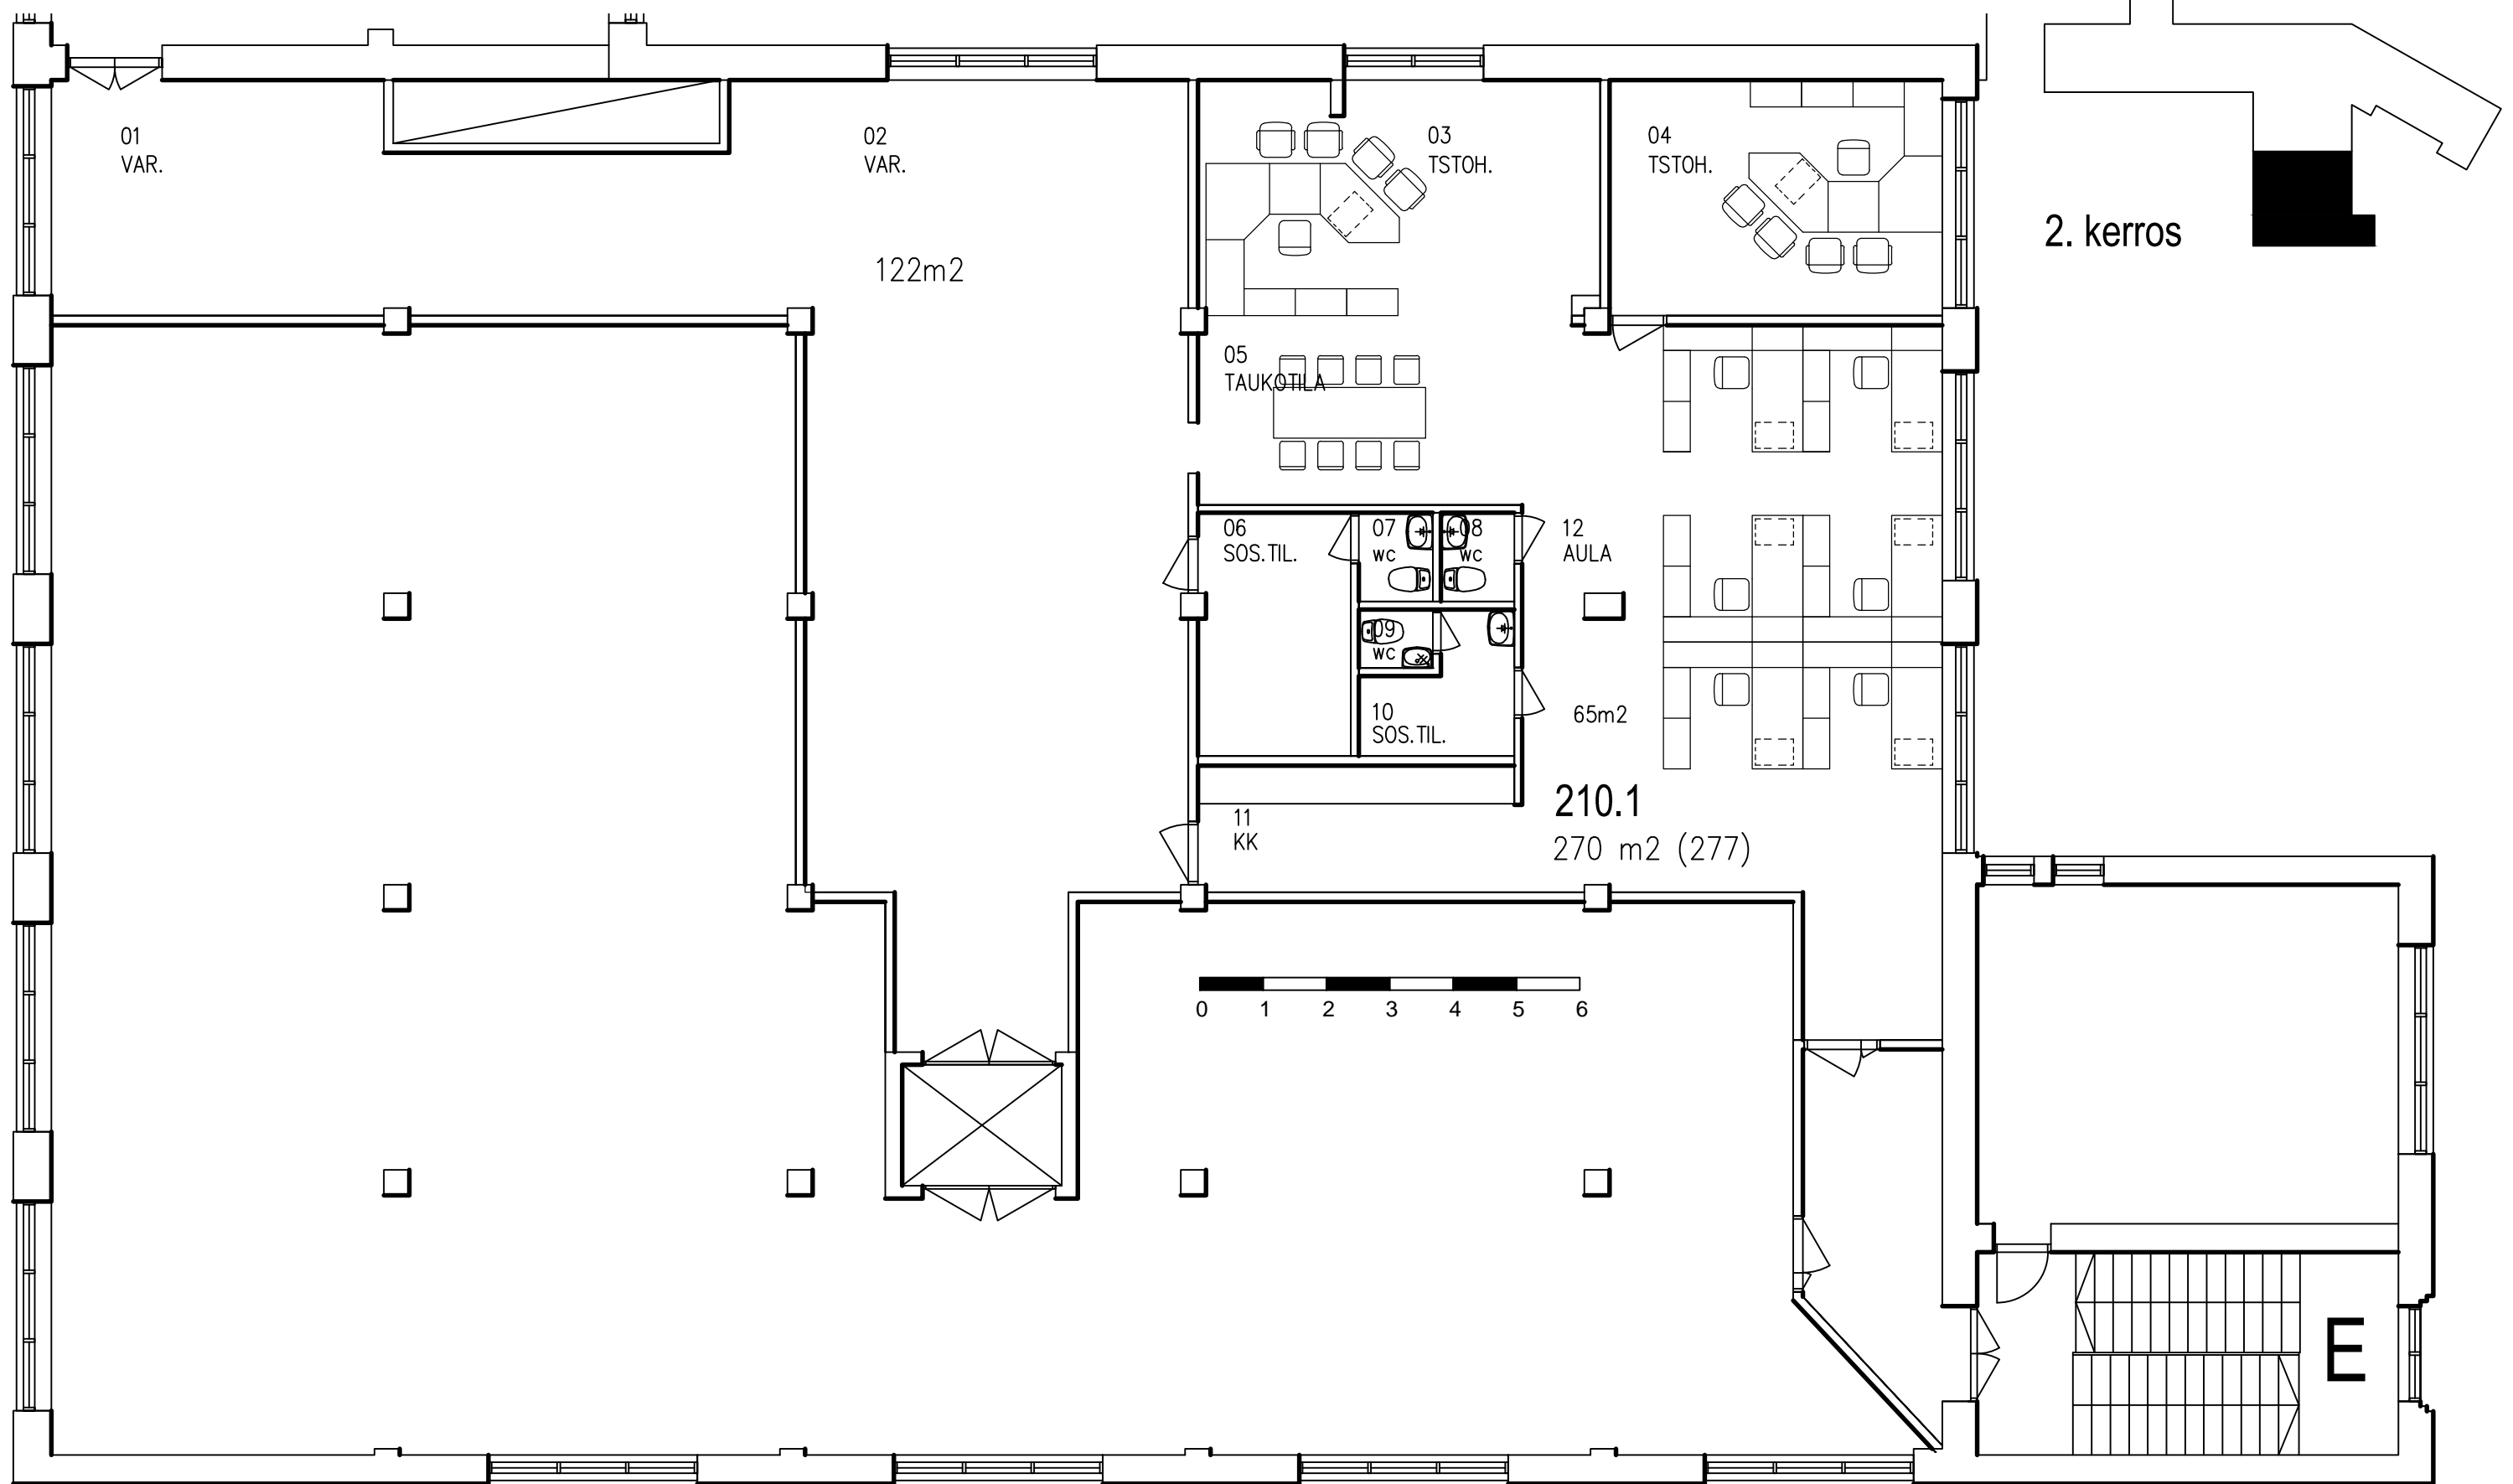 01
VAR.
02
VAR.
03
TSTOH.
04
TSTOH.
2. kerros
122m2
05
TAUKOTILA
06
SOS.TIL.
07
WC
08
WC
12
AULA
09
WC
10
SOS.TIL.
65m2
210.1
270 m2 (277)
11
KK
0 1 2 3 4 5 6
E